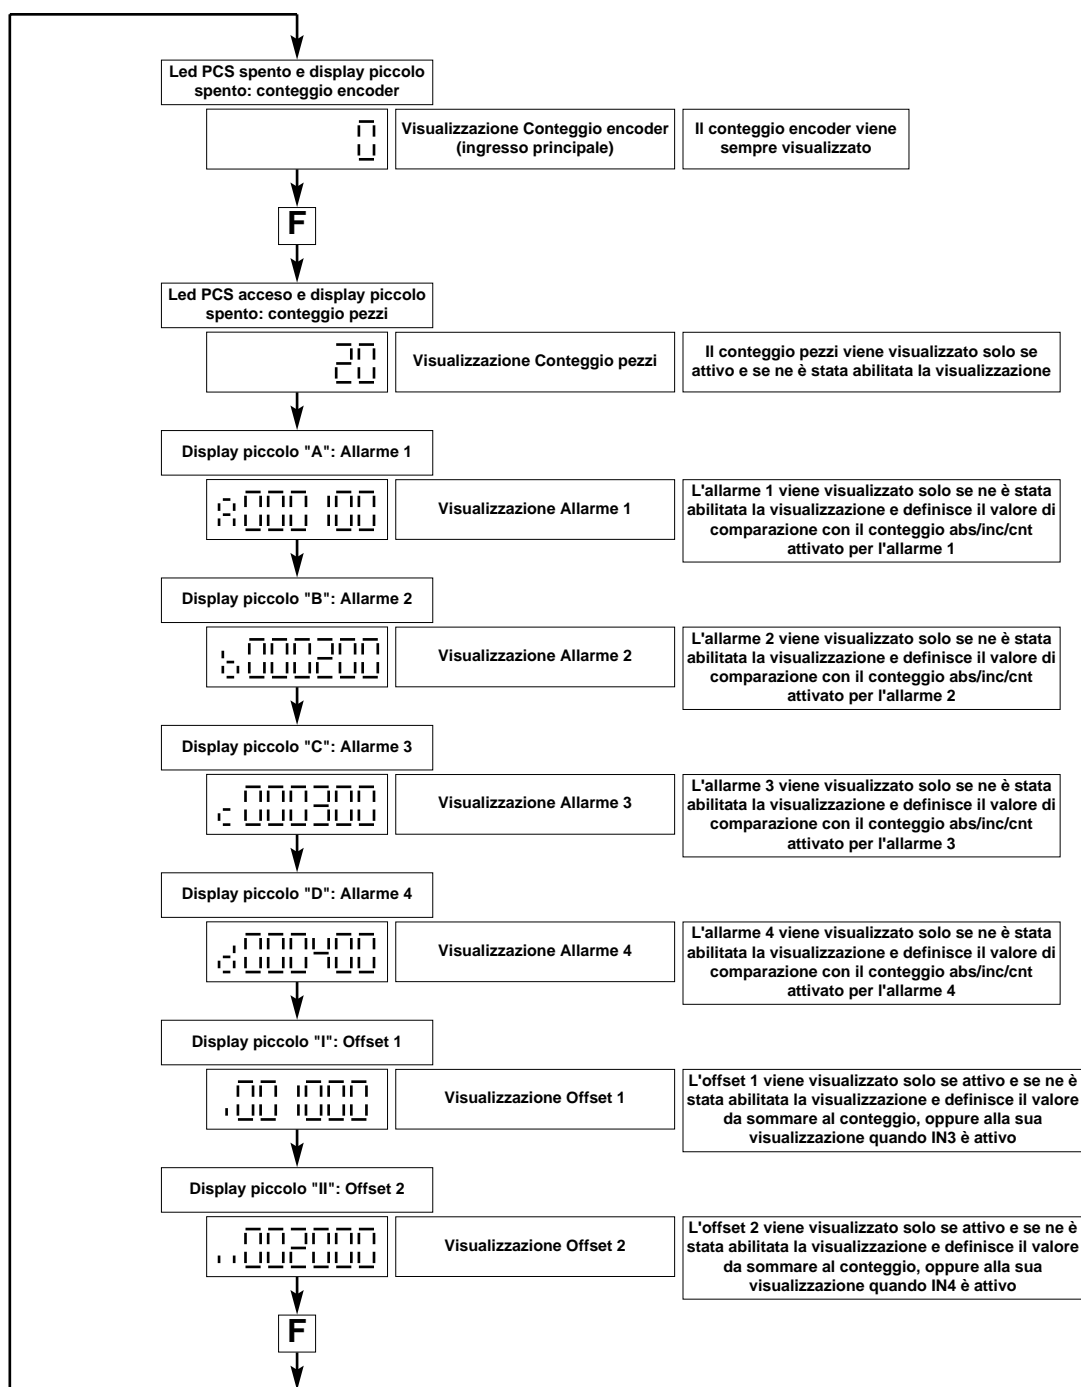 Led PCS spento e display piccolo
spento: conteggio encoder
0
Visualizzazione Conteggio encoder
(ingresso principale)
Il conteggio encoder viene
sempre visualizzato
F
Led PCS acceso e display piccolo
spento: conteggio pezzi
20
Visualizzazione Conteggio pezzi
Il conteggio pezzi viene visualizzato solo se
attivo e se ne è stata abilitata la visualizzazione
Display piccolo "A": Allarme 1
A000100
Visualizzazione Allarme 1
L'allarme 1 viene visualizzato solo se ne è stata
abilitata la visualizzazione e definisce il valore di
comparazione con il conteggio abs/inc/cnt
attivato per l'allarme 1
Display piccolo "B": Allarme 2
b000200
Visualizzazione Allarme 2
L'allarme 2 viene visualizzato solo se ne è stata
abilitata la visualizzazione e definisce il valore di
comparazione con il conteggio abs/inc/cnt
attivato per l'allarme 2
Display piccolo "C": Allarme 3
c000300
Visualizzazione Allarme 3
L'allarme 3 viene visualizzato solo se ne è stata
abilitata la visualizzazione e definisce il valore di
comparazione con il conteggio abs/inc/cnt
attivato per l'allarme 3
Display piccolo "D": Allarme 4
d000400
Visualizzazione Allarme 4
L'allarme 4 viene visualizzato solo se ne è stata
abilitata la visualizzazione e definisce il valore di
comparazione con il conteggio abs/inc/cnt
attivato per l'allarme 4
Display piccolo "I": Offset 1
ı001000
Visualizzazione Offset 1
L'offset 1 viene visualizzato solo se attivo e se ne è
stata abilitata la visualizzazione e definisce il valore
da sommare al conteggio, oppure alla sua
visualizzazione quando IN3 è attivo
Display piccolo "II": Offset 2
ıı002000
Visualizzazione Offset 2
L'offset 2 viene visualizzato solo se attivo e se ne è
stata abilitata la visualizzazione e definisce il valore
da sommare al conteggio, oppure alla sua
visualizzazione quando IN4 è attivo
F